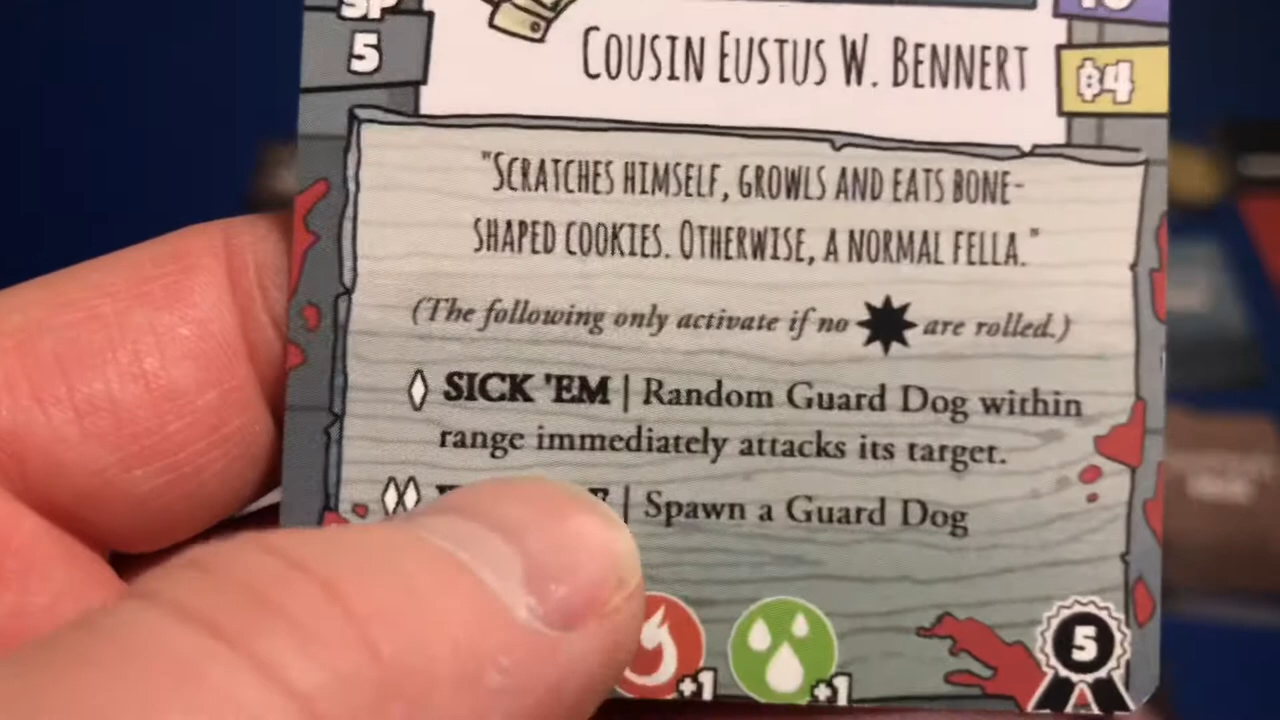 SP
5
COUSIN EUSTUS W. BENNERT
฿4
"SCRATCHES HIMSELF, GROWLS AND EATS BONE-
SHAPED COOKIES. OTHERWISE, A NORMAL FELLA."
(The following only activate if no are rolled.)
SICK 'EM | Random Guard Dog within
range immediately attacks its target.
| Spawn a Guard Dog
+1
+1
5